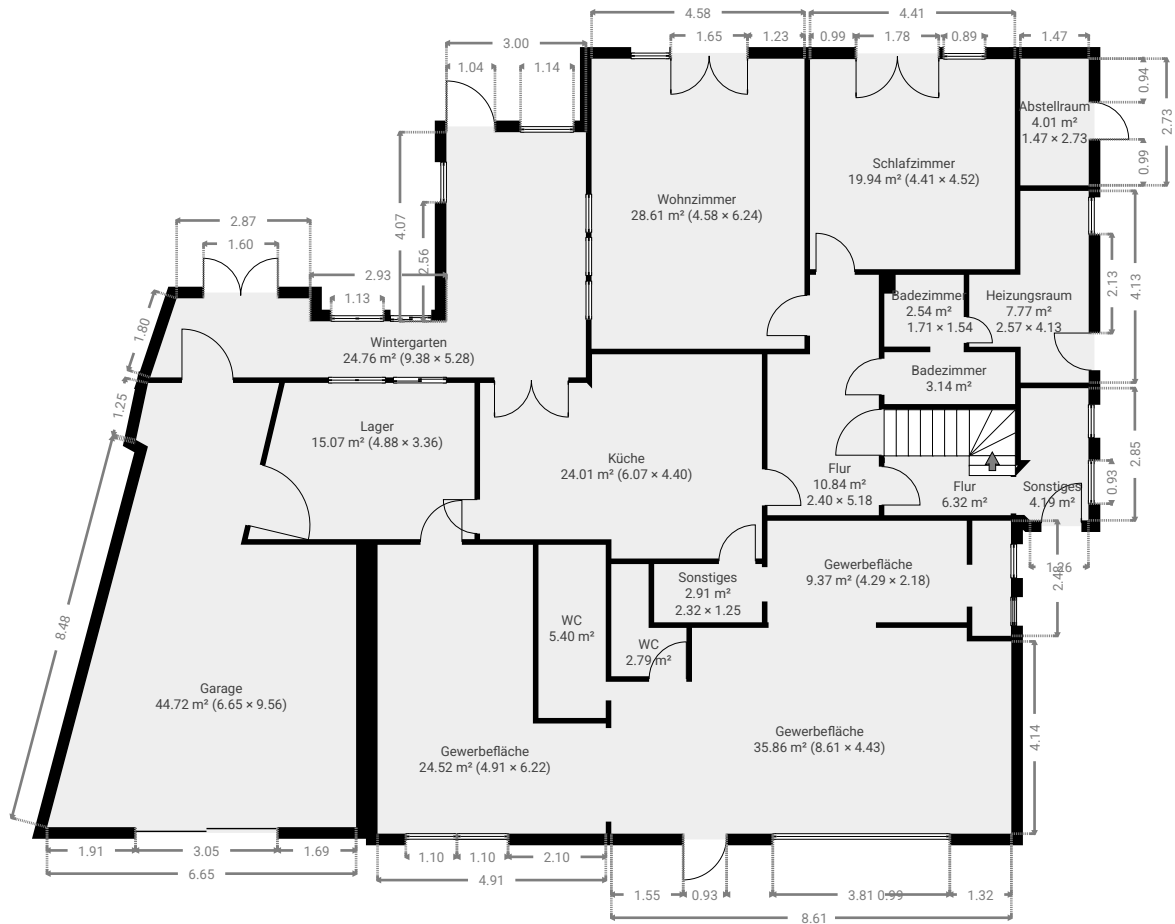 4.58
4.41
1.65
1.23
0.99
1.78
0.89
1.47
3.00
1.04
1.14
0.94
2.73
0.99
Abstellraum
4.01 m²
1.47 × 2.73
Schlafzimmer
19.94 m² (4.41 × 4.52)
Wohnzimmer
28.61 m² (4.58 × 6.24)
2.87
1.60
4.07
2.56
2.93
1.13
1.80
Wintergarten
24.76 m² (9.38 × 5.28)
Badezimmer
2.54 m²
1.71 × 1.54
Heizungsraum
7.77 m²
2.57 × 4.13
2.13
4.13
Badezimmer
3.14 m²
1.25
Lager
15.07 m² (4.88 × 3.36)
Küche
24.01 m² (6.07 × 4.40)
Flur
10.84 m²
2.40 × 5.18
Flur
6.32 m²
Sonstiges
4.19 m²
0.93
2.85
1.26
2.48
Gewerbefläche
9.37 m² (4.29 × 2.18)
Sonstiges
2.91 m²
2.32 × 1.25
WC
5.40 m²
WC
2.79 m²
8.48
Garage
44.72 m² (6.65 × 9.56)
Gewerbefläche
24.52 m² (4.91 × 6.22)
Gewerbefläche
35.86 m² (8.61 × 4.43)
4.14
1.91
3.05
1.69
6.65
1.10
1.10
2.10
4.91
1.55
0.93
3.81
0.99
1.32
8.61